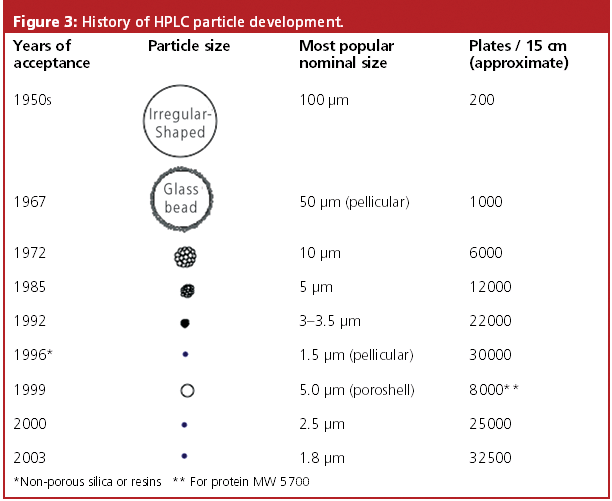 Figure 3: History of HPLC particle development.
Years of acceptance Particle size Most popular nominal size Plates / 15 cm (approximate)
1950s Irregular-Shaped 100 µm 200
1967 Glass bead 50 µm (pellicular) 1000
1972 10 µm 6000
1985 5 µm 12000
1992 3–3.5 µm 22000
1996* 1.5 µm (pellicular) 30000
1999 5.0 µm (poroshell) 8000**
2000 2.5 µm 25000
2003 1.8 µm 32500
*Non-porous silica or resins ** For protein MW 5700